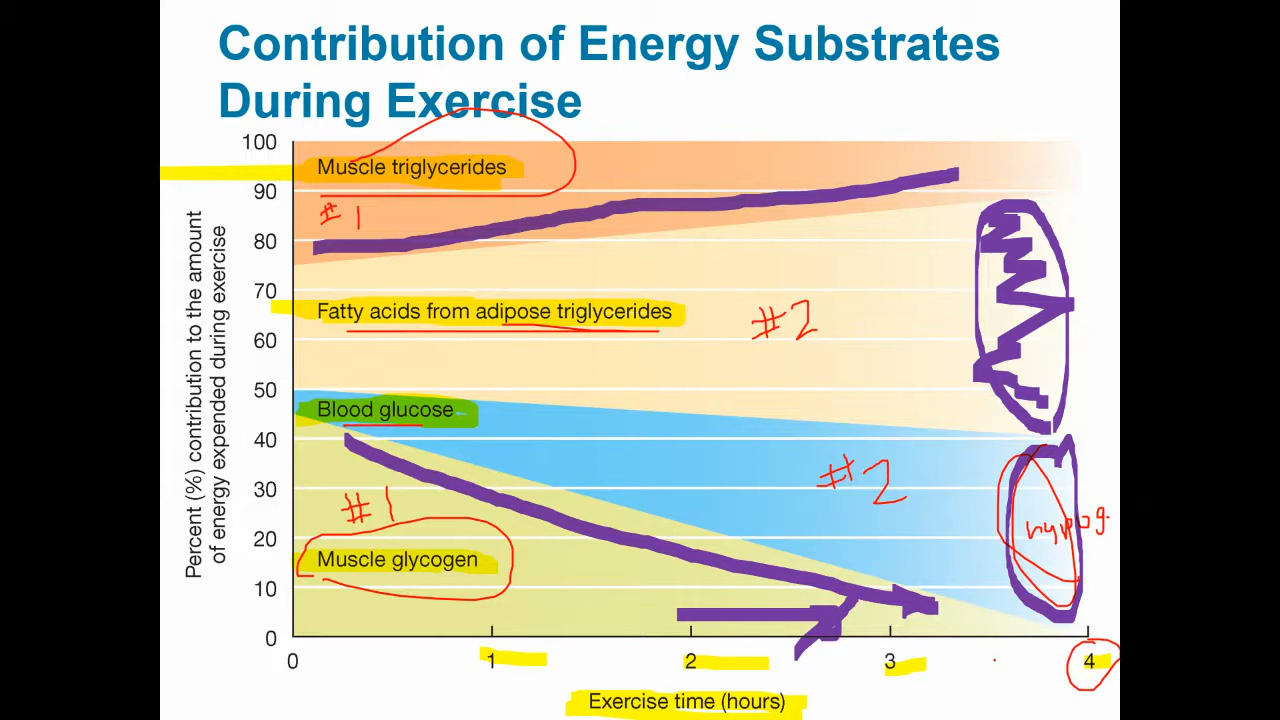 Contribution of Energy Substrates
During Exercise
Percent (%) contribution to the amount
of energy expended during exercise
100
90
80
70
60
50
40
30
20
10
0
Muscle triglycerides
#1
Fatty acids from adipose triglycerides
#2
Blood glucose
#2
#1
hypog.
Muscle glycogen
0 1 2 3 4
Exercise time (hours)